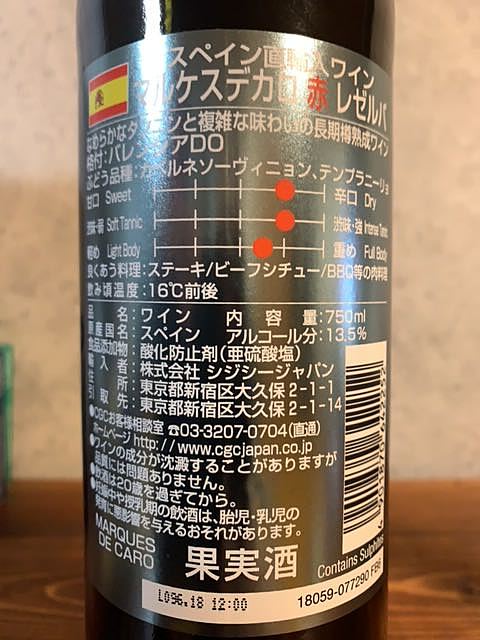 スペイン直輸入ワイン
マルケスデカロ 赤 レゼルバ
なめらかなタンニンと複雑な味わいの長期樽熟成ワイン
格付:バレンシアDO
ぶどう品種:カベルネソーヴィニョン、テンプラニーリョ
甘口 Sweet 辛口 Dry
渋味・弱 Soft Tannic 渋味・強 Intense Tannic
軽め Light Body 重め Full Body
良くあう料理:ステーキ/ビーフシチュー/BBQ等の肉料理
飲み頃温度:16℃前後
品名:ワイン 内容量:750ml
原産国名:スペイン アルコール分:13.5%
食品添加物:酸化防止剤(亜硫酸塩)
輸入者:株式会社 シジシージャパン
住所:東京都新宿区大久保2-1-1
引取先:東京都新宿区大久保2-1-14
●CGCお客様相談室 ☎03-3207-0704(直通)
ホームページ http://www.cgcjapan.co.jp
●ワインの成分が沈澱することがありますが
品質には問題ありません。
●飲酒は20歳を過ぎてから。
●妊娠中や授乳期の飲酒は、胎児・乳児の
発育に悪影響を与えるおそれがあります。
MARQUES
DE CARO
果実酒
Contains Sulphites
18059-077290 FB6
L096.18 12:00